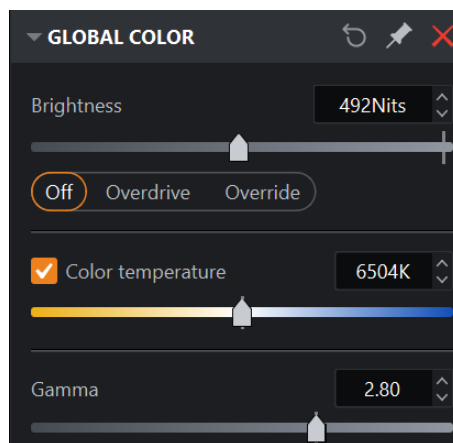 GLOBAL COLOR
Brightness 492Nits
Off Overdrive Override
Color temperature 6504K
Gamma 2.80